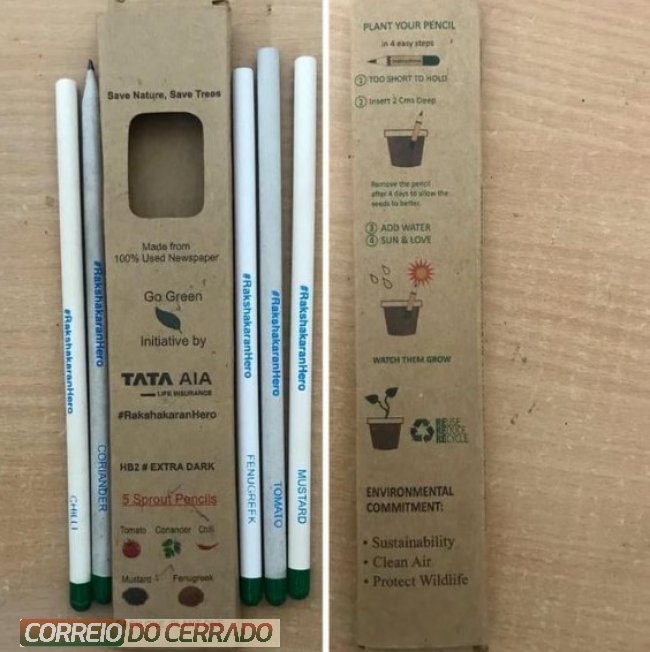 #RakshakaranHero
CHILLI
#RakshakaranHero
CORIANDER
Save Nature, Save Trees
Made from
100% Used Newspaper
Go Green
Initiative by
TATA AIA
LIFE INSURANCE
#RakshakaranHero
HB2 # EXTRA DARK
5 Sprout Pencils
Tomato Coriander Chilli
Mustard Fenugreek
#RakshakaranHero
FENUGREEK
#RakshakaranHero
TOMATO
#RakshakaranHero
MUSTARD
PLANT YOUR PENCIL
in 4 easy steps
1 TOO SHORT TO HOLD
2 Insert 2 Cms Deep
Remove the pencil
after 4 days to allow the
seeds to better.
3 ADD WATER
4 SUN & LOVE
WATCH THEM GROW
REUSE
REDUCE
RECYCLE
ENVIRONMENTAL
COMMITMENT:
• Sustainability
• Clean Air
• Protect Wildlife
CORREIO DO CERRADO